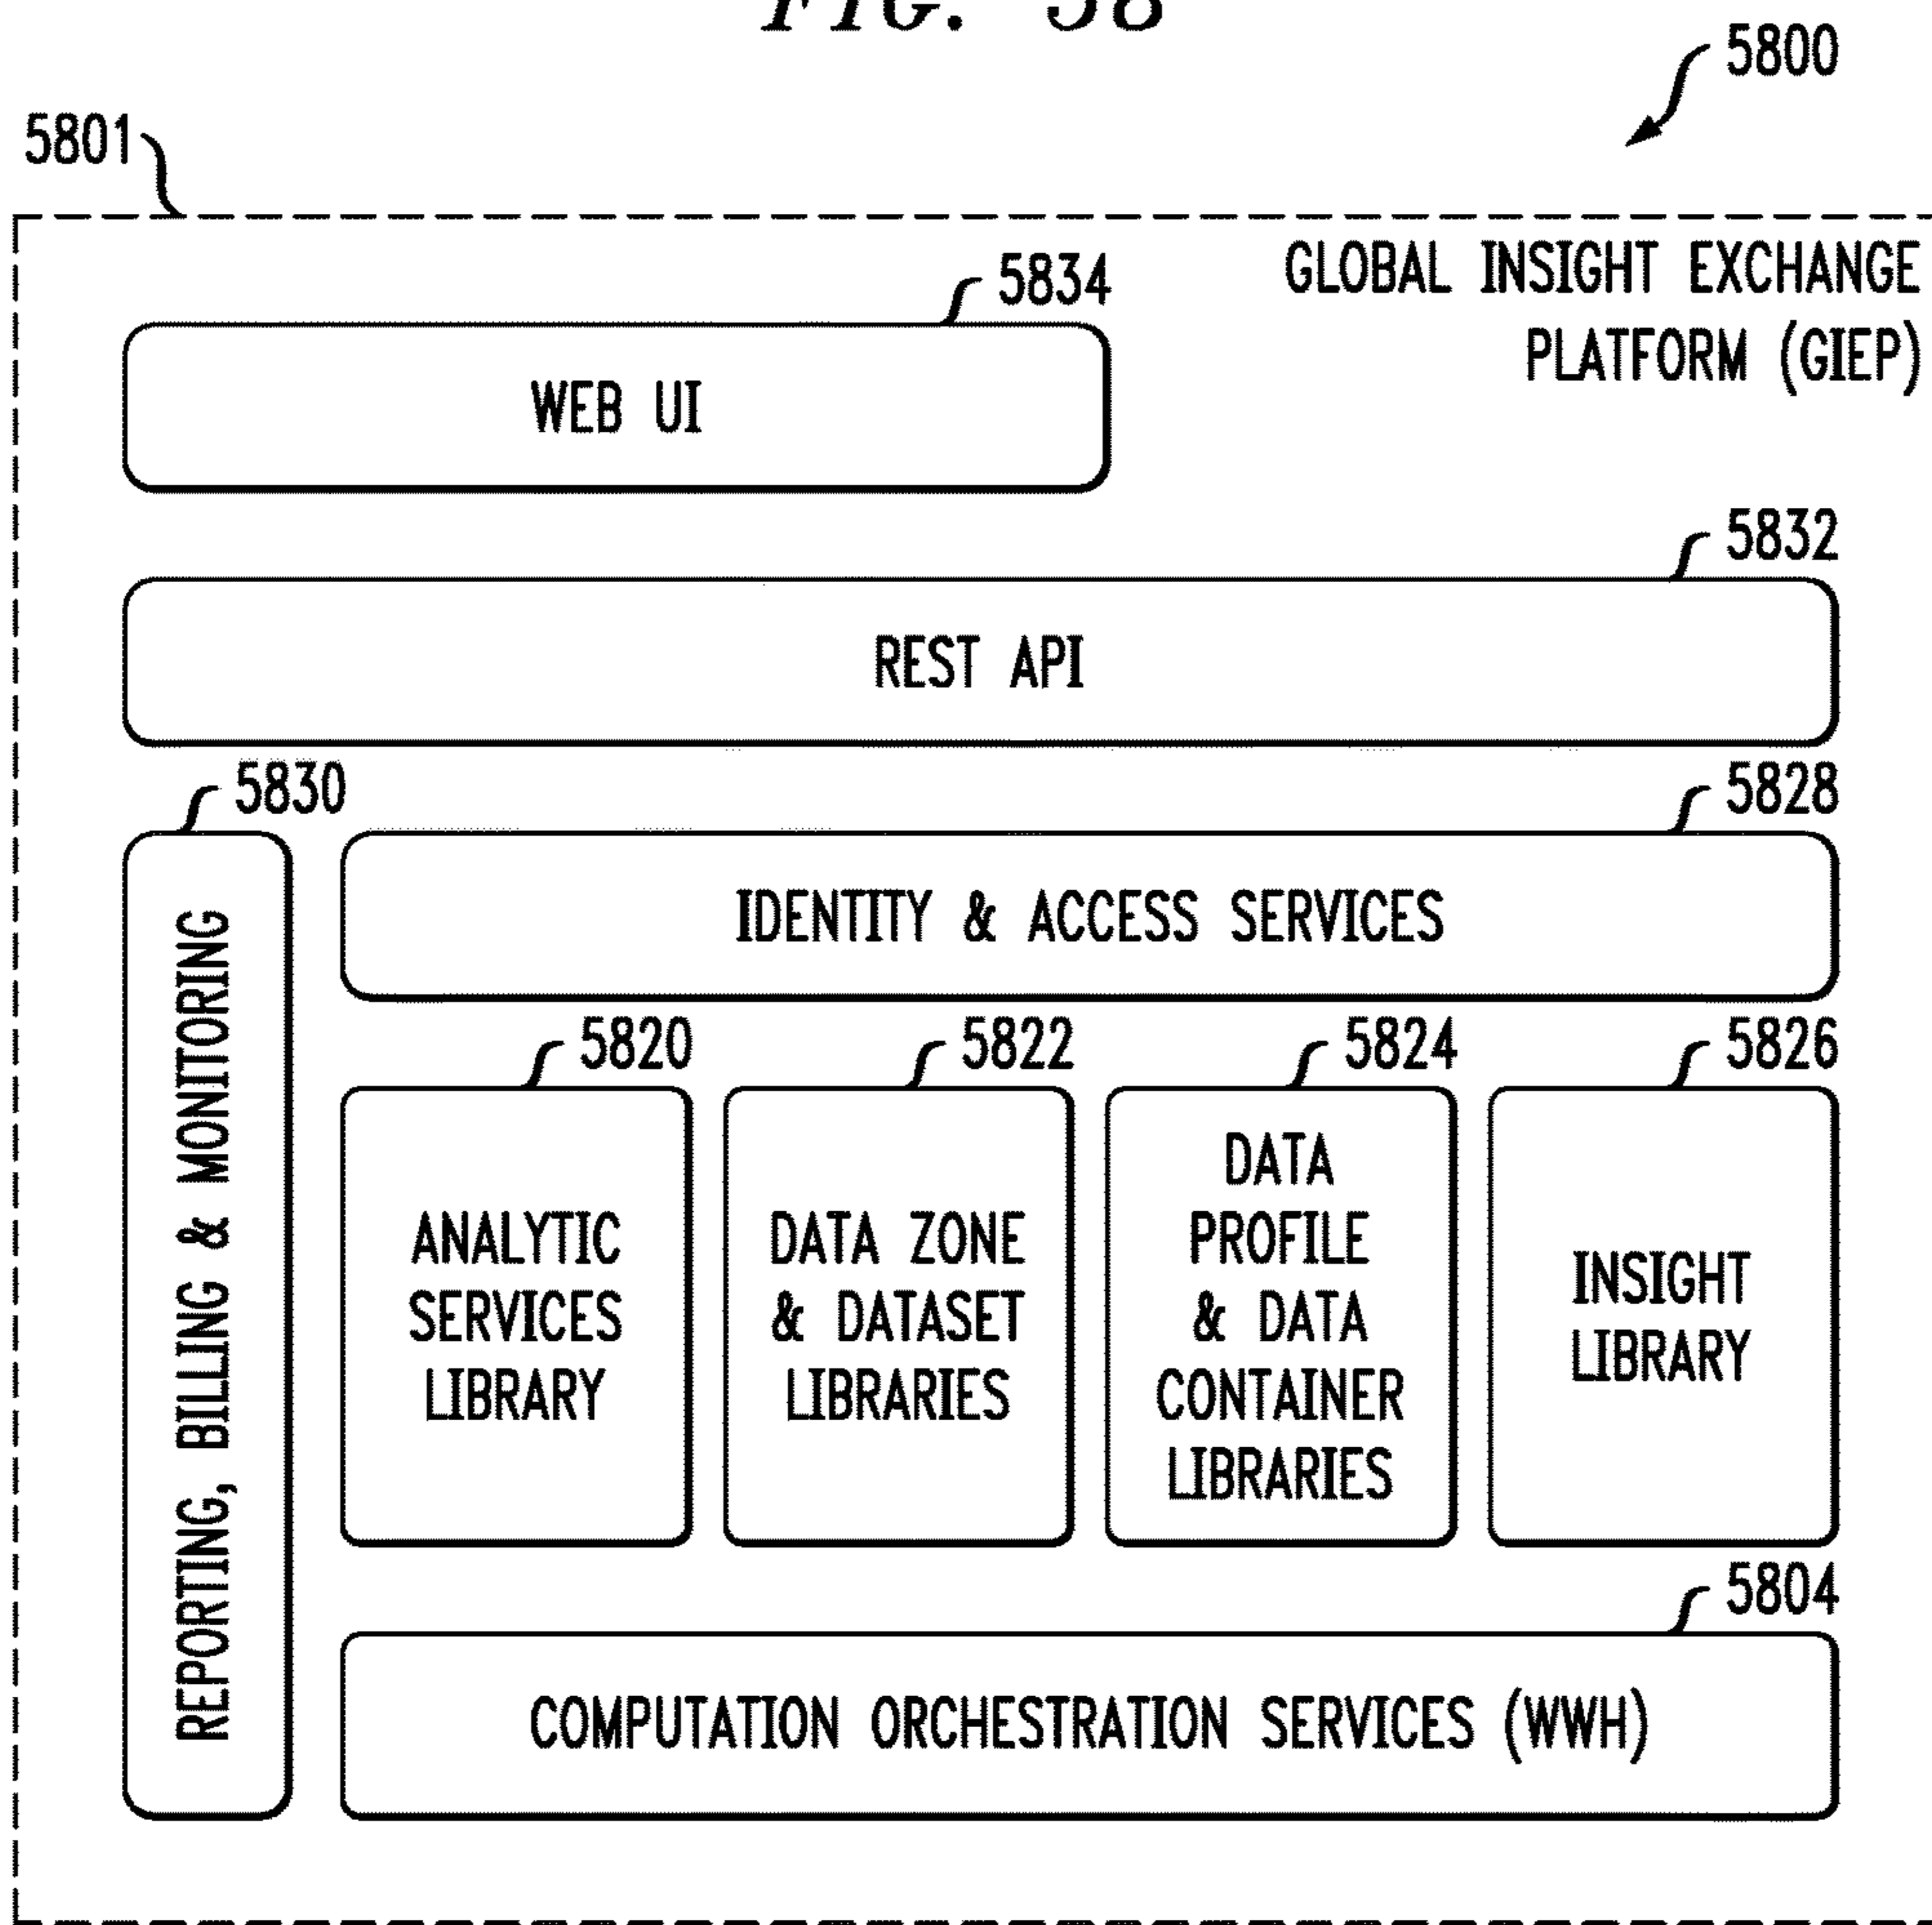 FIG. 58
5800
5801
GLOBAL INSIGHT EXCHANGE
PLATFORM (GIEP)
5834
WEB UI
5832
REST API
5830
REPORTING, BILLING & MONITORING
5828
IDENTITY & ACCESS SERVICES
5820
ANALYTIC
SERVICES
LIBRARY
5822
DATA ZONE
& DATASET
LIBRARIES
5824
DATA
PROFILE
& DATA
CONTAINER
LIBRARIES
5826
INSIGHT
LIBRARY
5804
COMPUTATION ORCHESTRATION SERVICES (WWH)